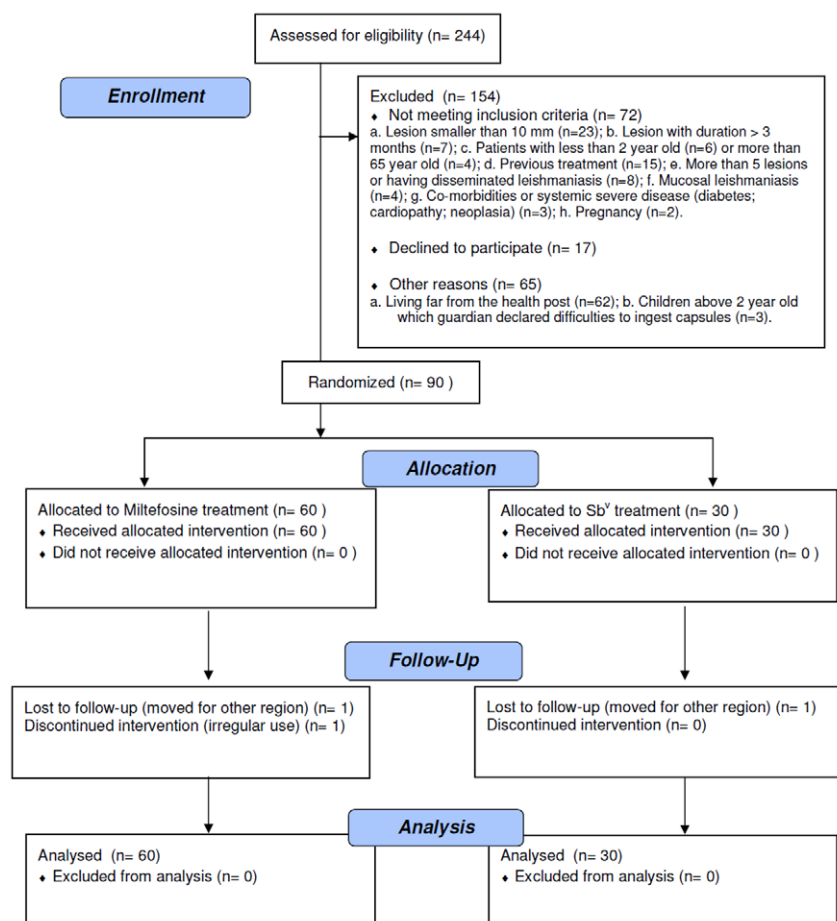 Assessed for eligibility (n= 244)
Enrollment
Excluded (n= 154)
♦ Not meeting inclusion criteria (n= 72)
a. Lesion smaller than 10 mm (n=23); b. Lesion with duration > 3
months (n=7); c. Patients with less than 2 year old (n=6) or more than
65 year old (n=4); d. Previous treatment (n=15); e. More than 5 lesions
or having disseminated leishmaniasis (n=8); f. Mucosal leishmaniasis
(n=4); g. Co-morbidities or systemic severe disease (diabetes;
cardiopathy; neoplasia) (n=3); h. Pregnancy (n=2).
♦ Declined to participate (n= 17)
♦ Other reasons (n= 65)
a. Living far from the health post (n=62); b. Children above 2 year old
which guardian declared difficulties to ingest capsules (n=3).
Randomized (n= 90 )
Allocation
Allocated to Miltefosine treatment (n= 60 )
♦ Received allocated intervention (n= 60 )
♦ Did not receive allocated intervention (n= 0 )
Allocated to Sbᵛ treatment (n= 30 )
♦ Received allocated intervention (n= 30 )
♦ Did not receive allocated intervention (n= 0 )
Follow-Up
Lost to follow-up (moved for other region) (n= 1)
Discontinued intervention (irregular use) (n= 1)
Lost to follow-up (moved for other region) (n= 1)
Discontinued intervention (n= 0)
Analysis
Analysed (n= 60)
♦ Excluded from analysis (n= 0)
Analysed (n= 30)
♦ Excluded from analysis (n= 0)